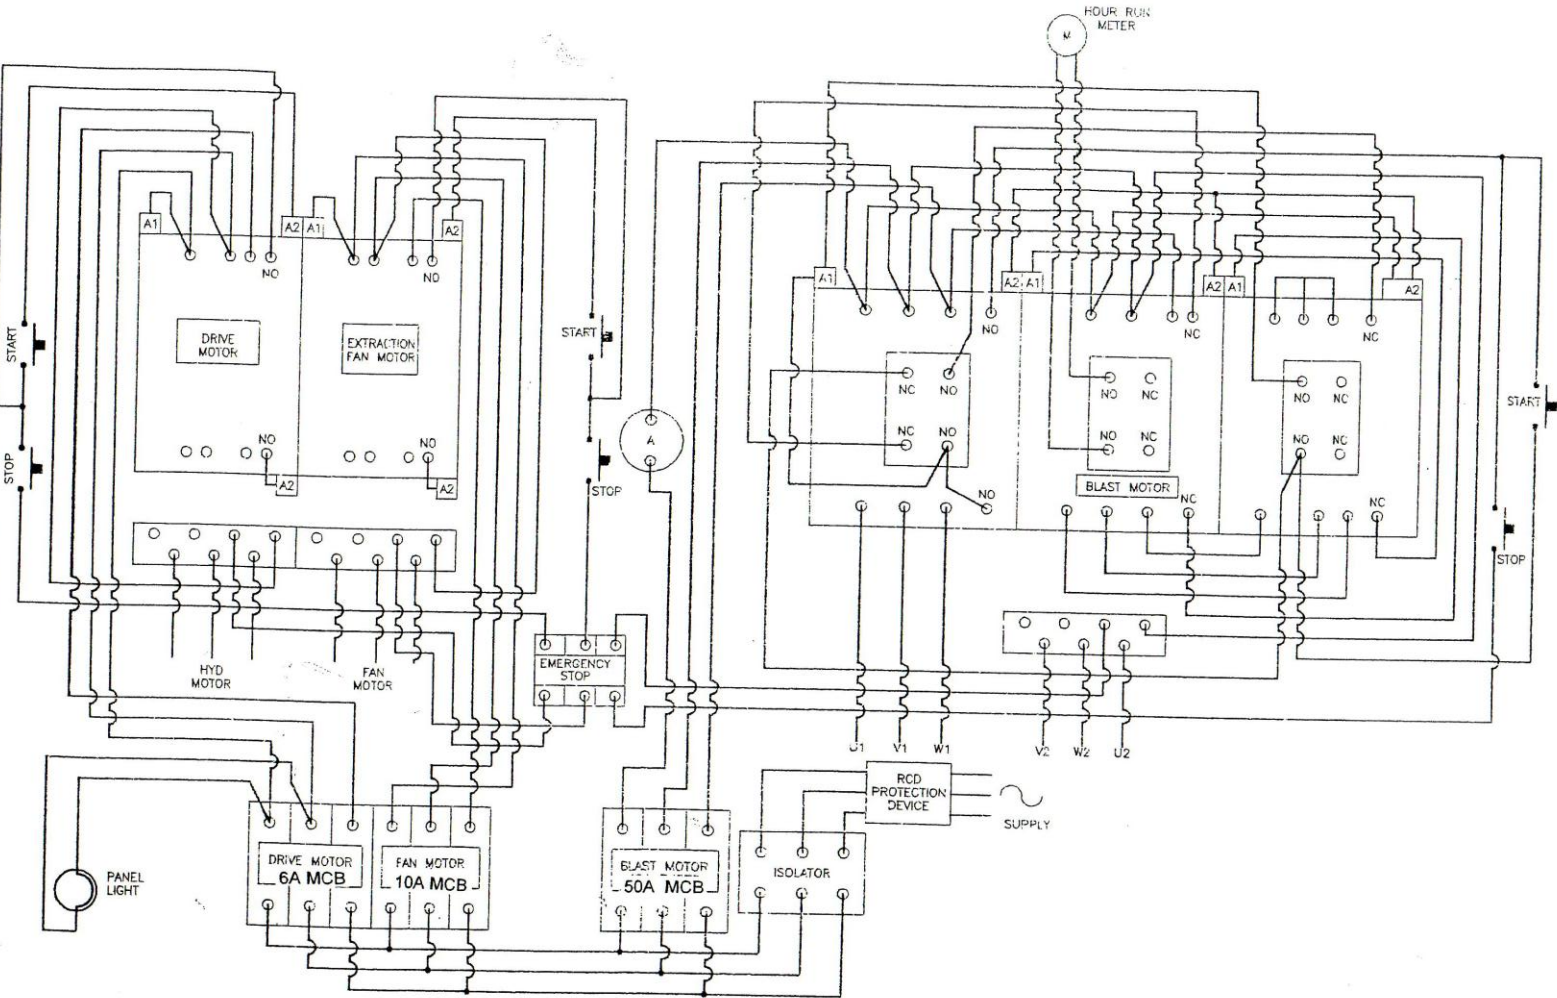 HOUR RUN
METER
M
A1
A2
A1
A2
NO
NO
DRIVE
MOTOR
EXTRACTION
FAN MOTOR
START
STOP
NO
NO
A2
A2
START
STOP
A
A1
A2
A1
A2
A1
A2
NO
NC
NC
NC
NO
NC
NO
NO
NC
NO
NC
NO
NC
NO
NC
NO
NC
BLAST MOTOR
NO
NC
NC
START
STOP
HYD
MOTOR
FAN
MOTOR
EMERGENCY
STOP
U1
V1
W1
V2
W2
U2
RCD
PROTECTION
DEVICE
SUPPLY
PANEL
LIGHT
DRIVE MOTOR
6A MCB
FAN MOTOR
10A MCB
BLAST MOTOR
50A MCB
ISOLATOR